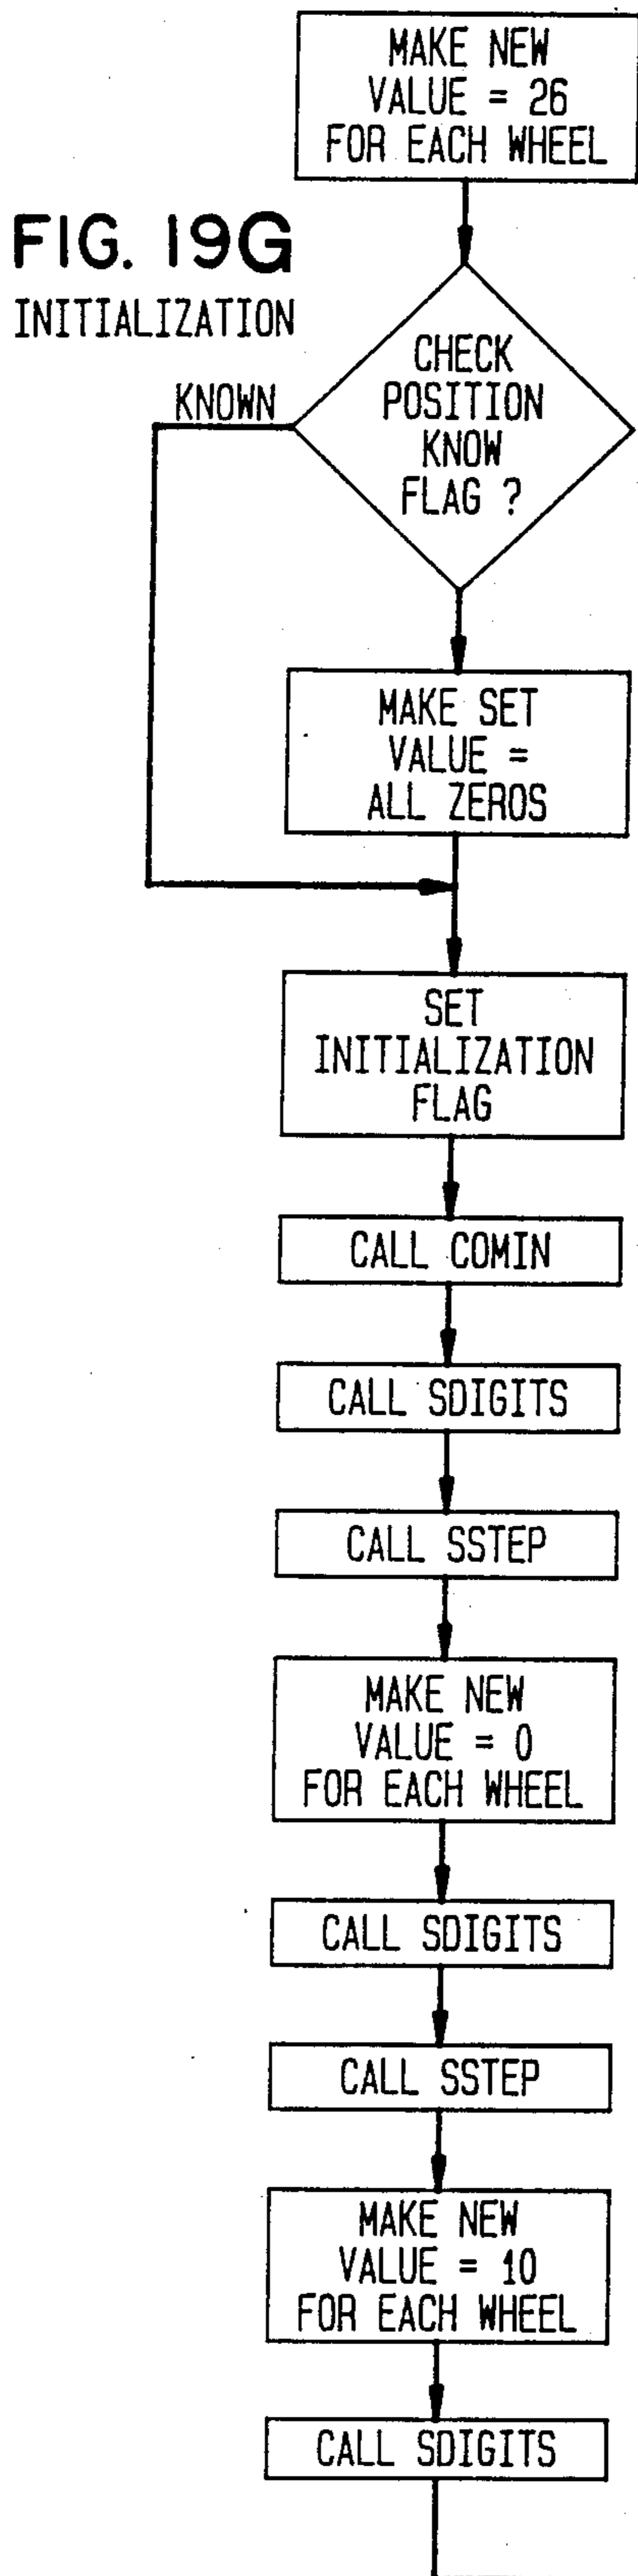 MAKE NEW
VALUE = 26
FOR EACH WHEEL
FIG. 19G
INITIALIZATION
CHECK
POSITION
KNOW
FLAG ?
KNOWN
MAKE SET
VALUE =
ALL ZEROS
SET
INITIALIZATION
FLAG
CALL COMIN
CALL SDIGITS
CALL SSTEP
MAKE NEW
VALUE = 0
FOR EACH WHEEL
CALL SDIGITS
CALL SSTEP
MAKE NEW
VALUE = 10
FOR EACH WHEEL
CALL SDIGITS